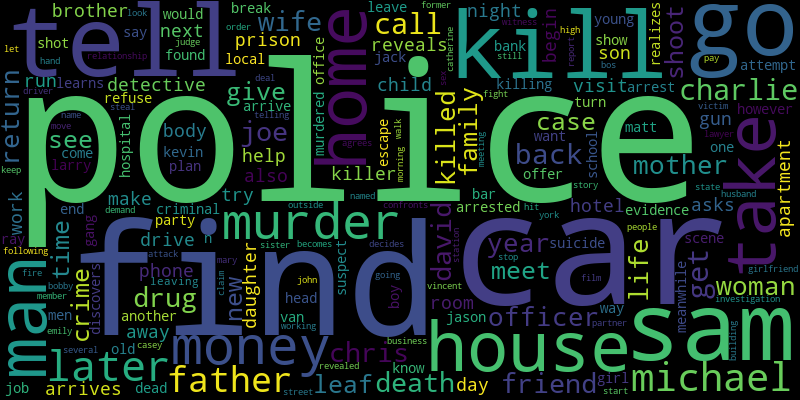 brother break night leave order former
wife call look
tell kill go
let shot say would next prison jack young begin realizes shoot
hand judge found local reveals bank show son
witness high report pay attempt
relationship murdered office still
return run learns detective child killing visit arrest charlie
driver refuse give arrive telling catherine sex bos
steal deal home killed family turn gun victim however
police
see hospital body joe help escape walk fight case want matt one
name move come kevin agrees morning back school lawyer
keep larry plan also killer offer mother take apartment
work end make try bar meeting story state husband
demand criminal named arrested hit york hotel evidence asks
ray gang time party outside confronts david year suicide people scene
following drive n sister becomes decides meet station stop girlfriend
man find car
murder officer life get woman
fire attack phone mary suspect going boy vincent room film
bobby leaving daughter john claim new head van way meanwhile investigation
men crime discovers drug another
member emily money house sam
several away old working chris jason partner building
casey business revealed know
later father leaf death day friend girl michael
job arrives dead street start